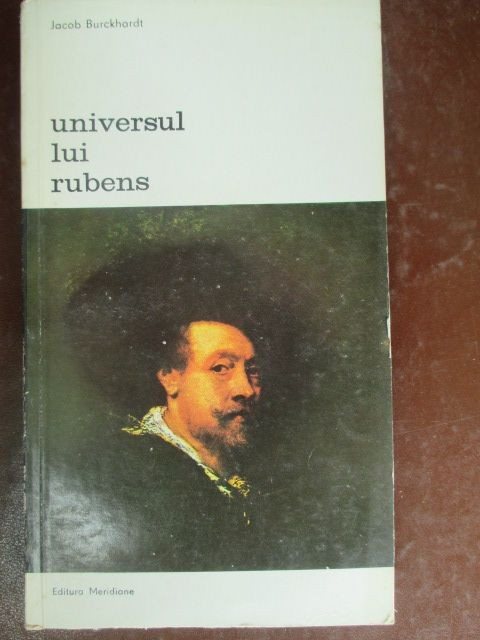 Jacob Burckhardt
universul
lui
rubens
Editura Meridiane